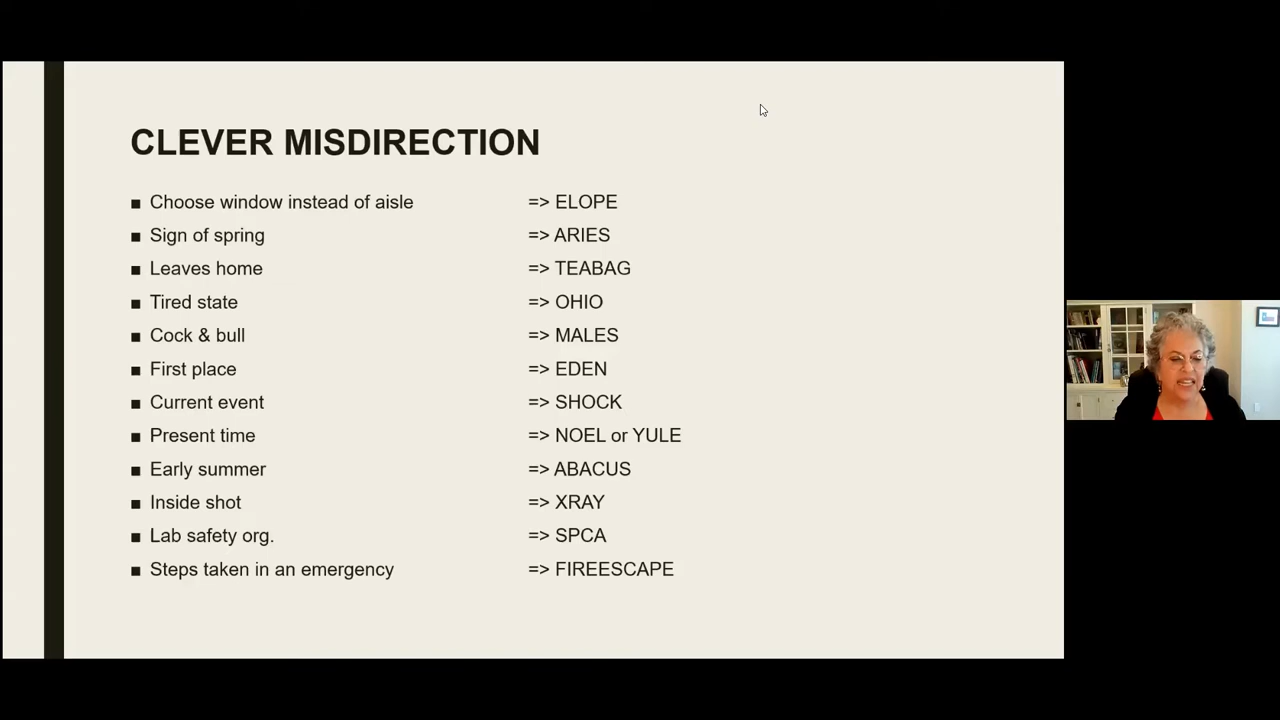 CLEVER MISDIRECTION
■ Choose window instead of aisle => ELOPE
■ Sign of spring => ARIES
■ Leaves home => TEABAG
■ Tired state => OHIO
■ Cock & bull => MALES
■ First place => EDEN
■ Current event => SHOCK
■ Present time => NOEL or YULE
■ Early summer => ABACUS
■ Inside shot => XRAY
■ Lab safety org. => SPCA
■ Steps taken in an emergency => FIREESCAPE